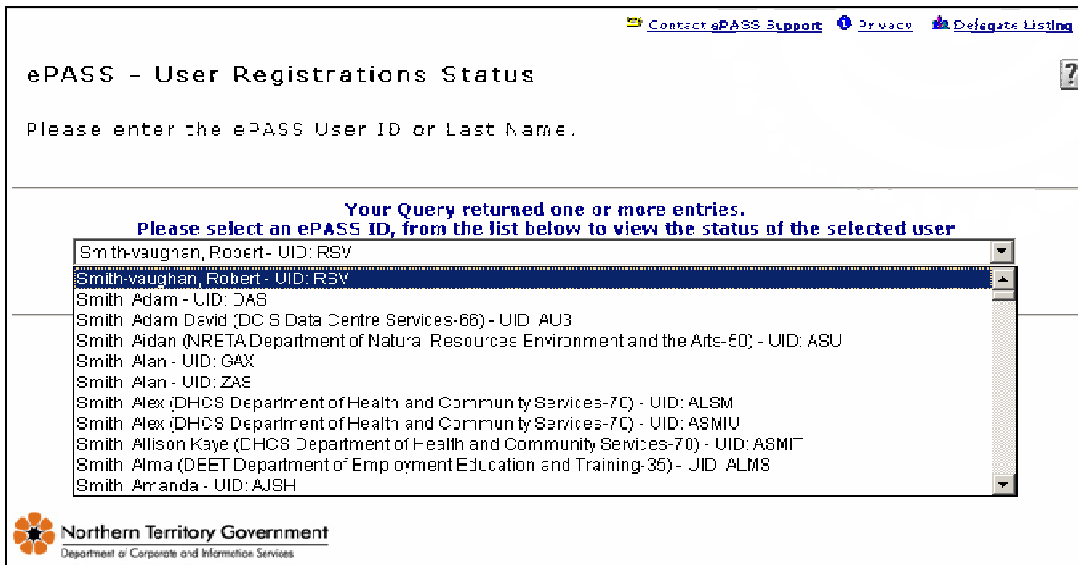 Contact ePASS Support Privacy Delegate Listing
ePASS - User Registrations Status
?
Please enter the ePASS User ID or Last Name.
Your Query returned one or more entries.
Please select an ePASS ID, from the list below to view the status of the selected user
Smith-vaughan, Robert - UID: RSV
Smith-vaughan, Robert - UID: RSV
Smith Adam - UID: DAS
Smith Adam David (DCIS Data Centre Services-66) - UID:
Smith Aidan (NRETA Department of Natural Resources Environment and the Arts-50) - UID: ASU
Smith Alan - UID: GAX
Smith Alan - UID: ZAS
Smith Alex (DHCS Department of Health and Community Services-70) - UID: ALSM
Smith Alex (DHCS Department of Health and Community Services-70) - UID: ASMIU
Smith Allison Kaye (DHCS Department of Health and Community Services-70) - UID: ASMIT
Smith Alma (DEET Department of Employment Education and Training-35) - UID: ALMS
Smith Amanda - UID: AJSH
Northern Territory Government
Department of Corporate and Information Services